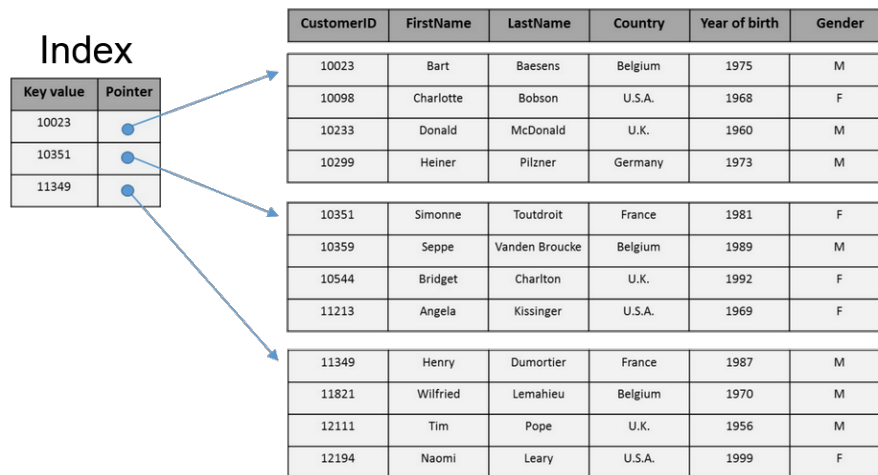 Index
Key value Pointer
10023
10351
11349
CustomerID FirstName LastName Country Year of birth Gender
10023 Bart Baesens Belgium 1975 M
10098 Charlotte Bobson U.S.A. 1968 F
10233 Donald McDonald U.K. 1960 M
10299 Heiner Pilzner Germany 1973 M
10351 Simonne Toutdroit France 1981 F
10359 Seppe Vanden Broucke Belgium 1989 M
10544 Bridget Charlton U.K. 1992 F
11213 Angela Kissinger U.S.A. 1969 F
11349 Henry Dumortier France 1987 M
11821 Wilfried Lemahieu Belgium 1970 M
12111 Tim Pope U.K. 1956 M
12194 Naomi Leary U.S.A. 1999 F